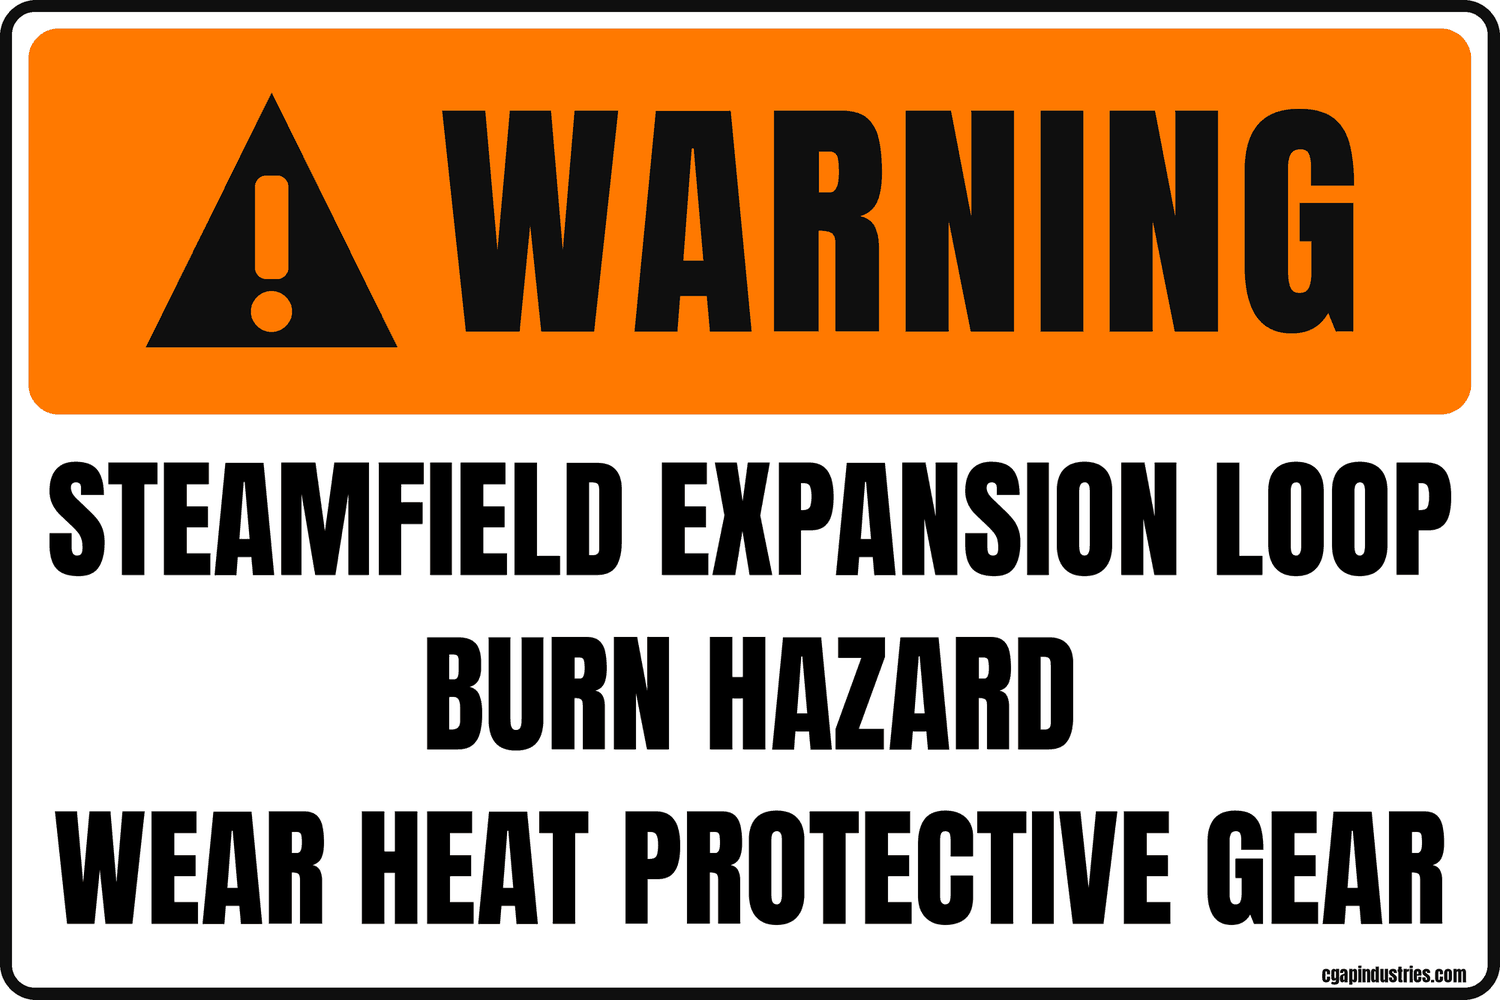 WARNING
STEAMFIELD EXPANSION LOOP
BURN HAZARD
WEAR HEAT PROTECTIVE GEAR
cgapindustries.com